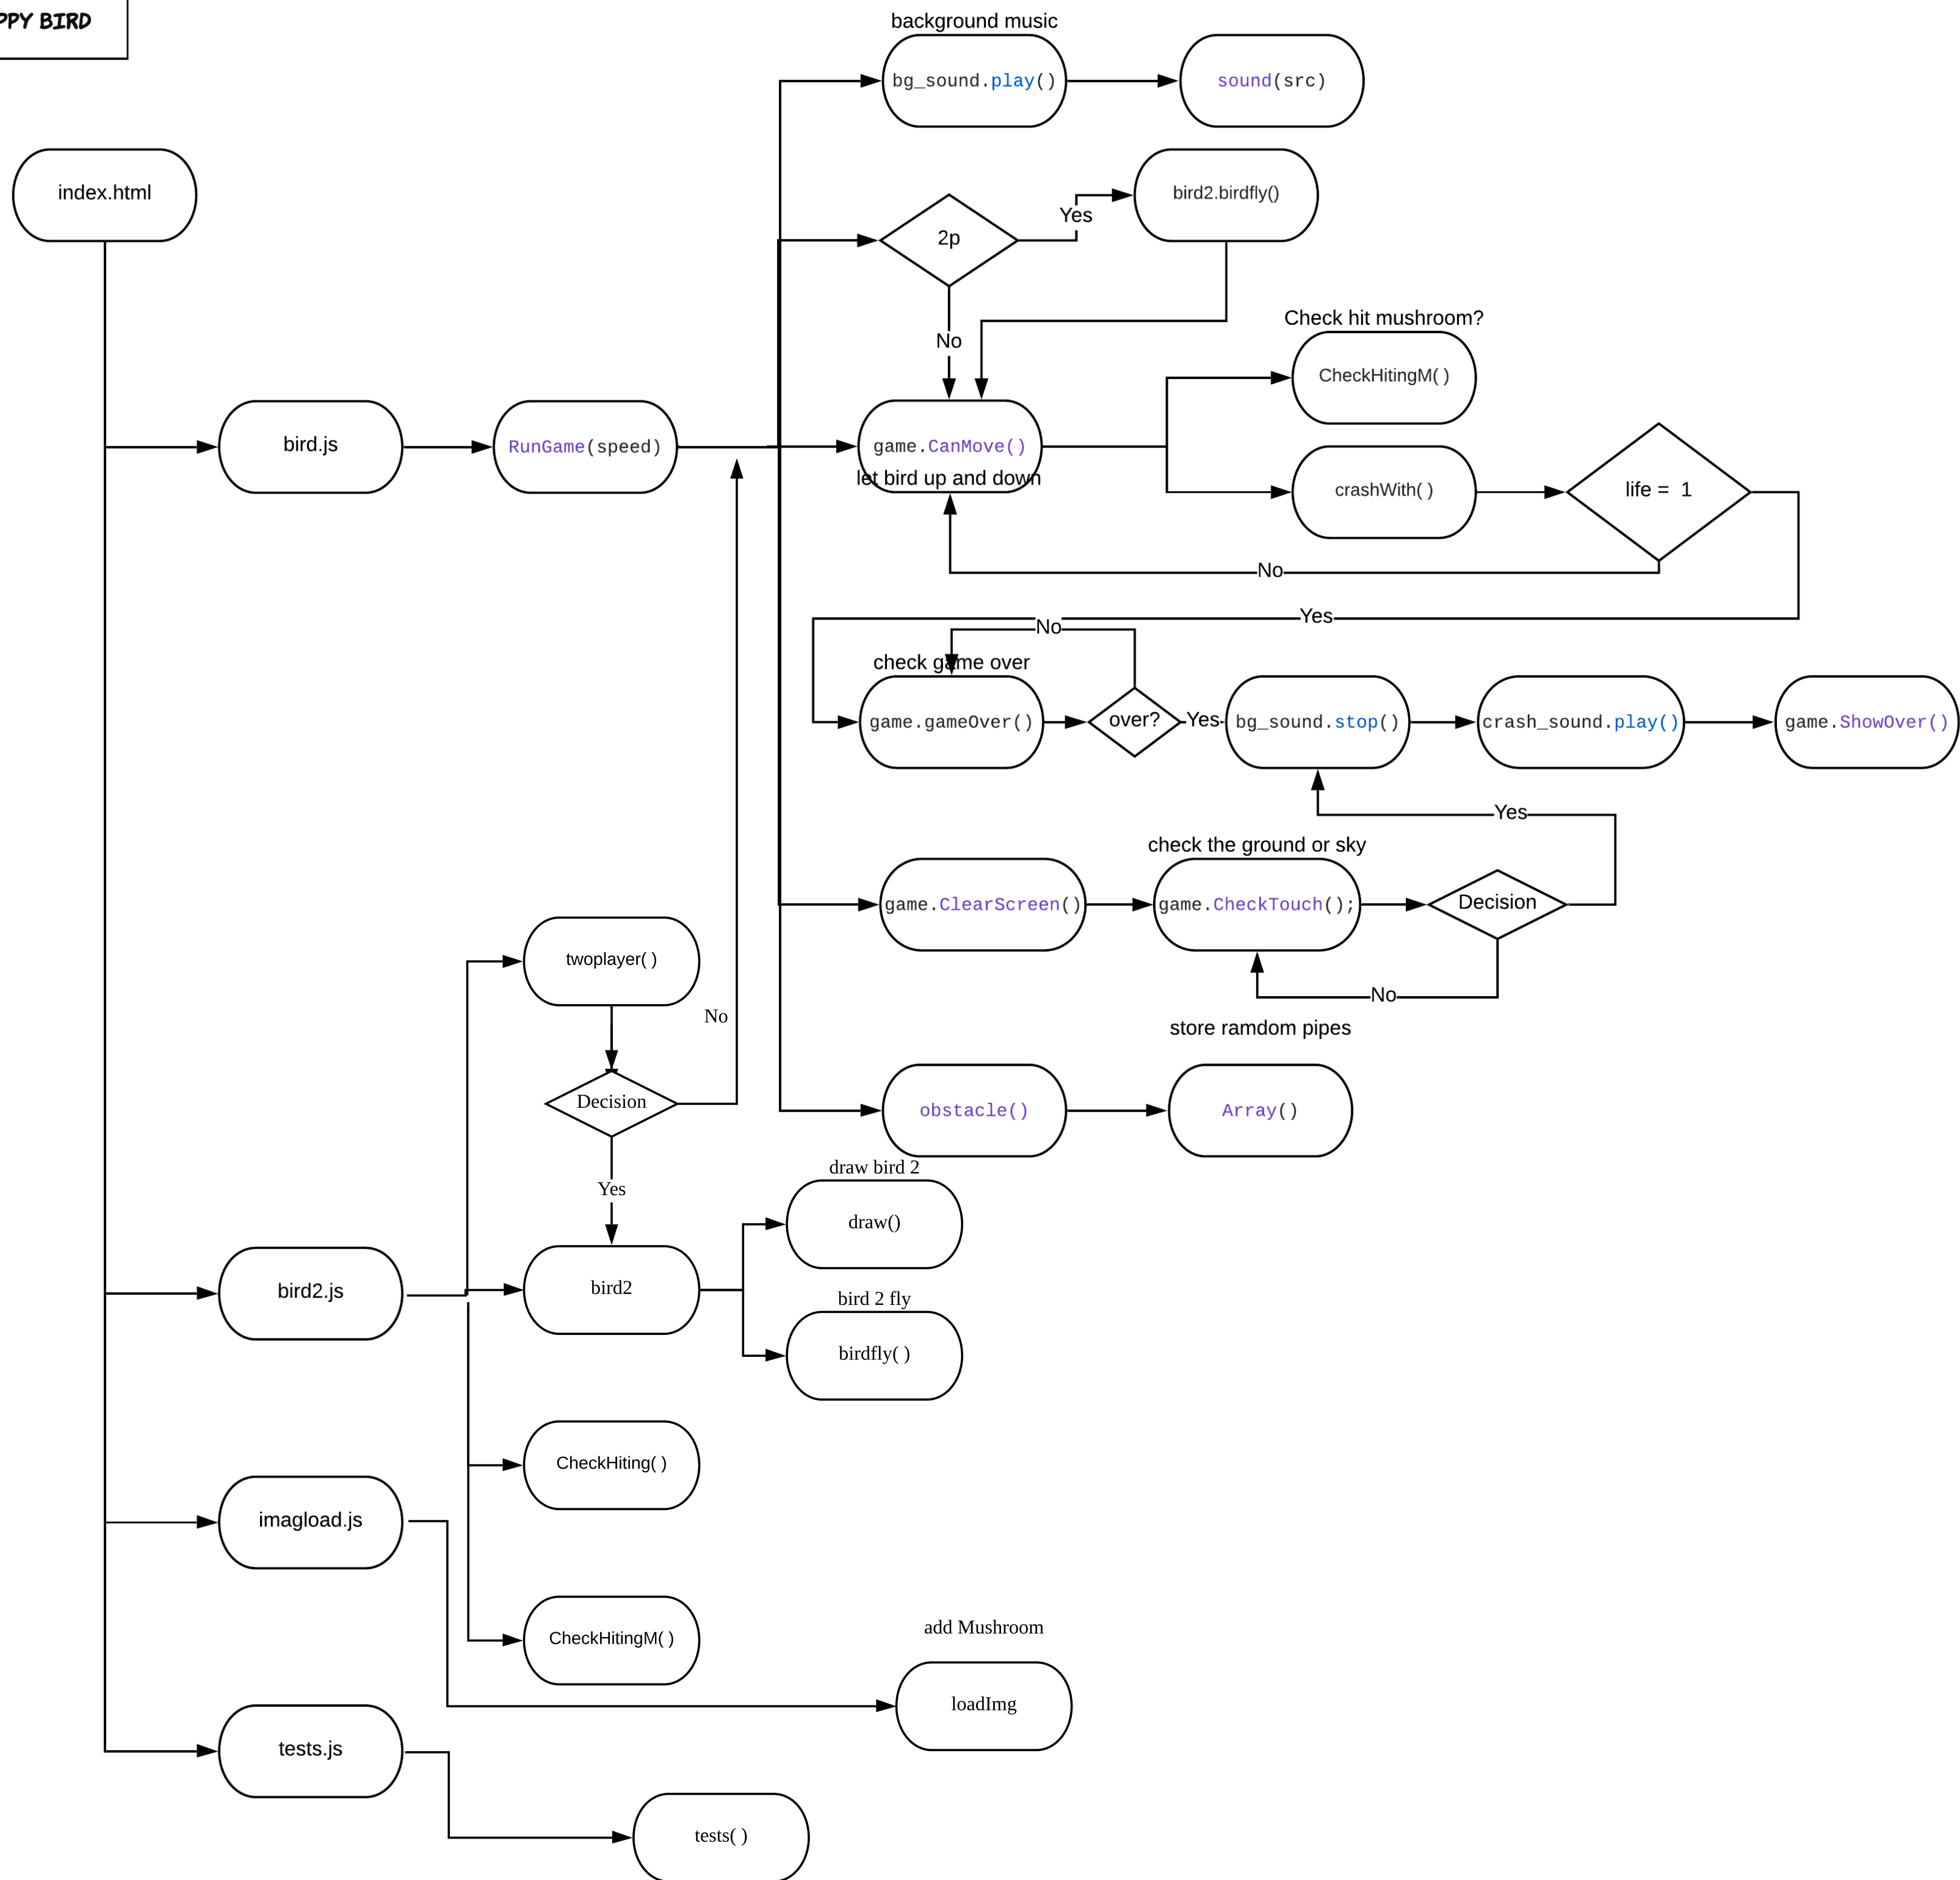 PPY BIRD
background music
bg_sound.play()
sound(src)
index.html
bird2.birdfly()
2p
Yes
No
Check hit mushroom?
CheckHitingM( )
bird.js
RunGame(speed)
game.CanMove()
let bird up and down
crashWith( )
life = 1
No
Yes
No
check game over
game.gameOver()
over?
Yes
bg_sound.stop()
crash_sound.play()
game.ShowOver()
Yes
check the ground or sky
game.ClearScreen()
game.CheckTouch();
Decision
No
twoplayer( )
No
store ramdom pipes
Decision
obstacle()
Array()
Yes
draw bird 2
draw()
bird2.js
bird2
bird 2 fly
birdfly( )
CheckHiting( )
imagload.js
CheckHitingM( )
add Mushroom
loadImg
tests.js
tests( )